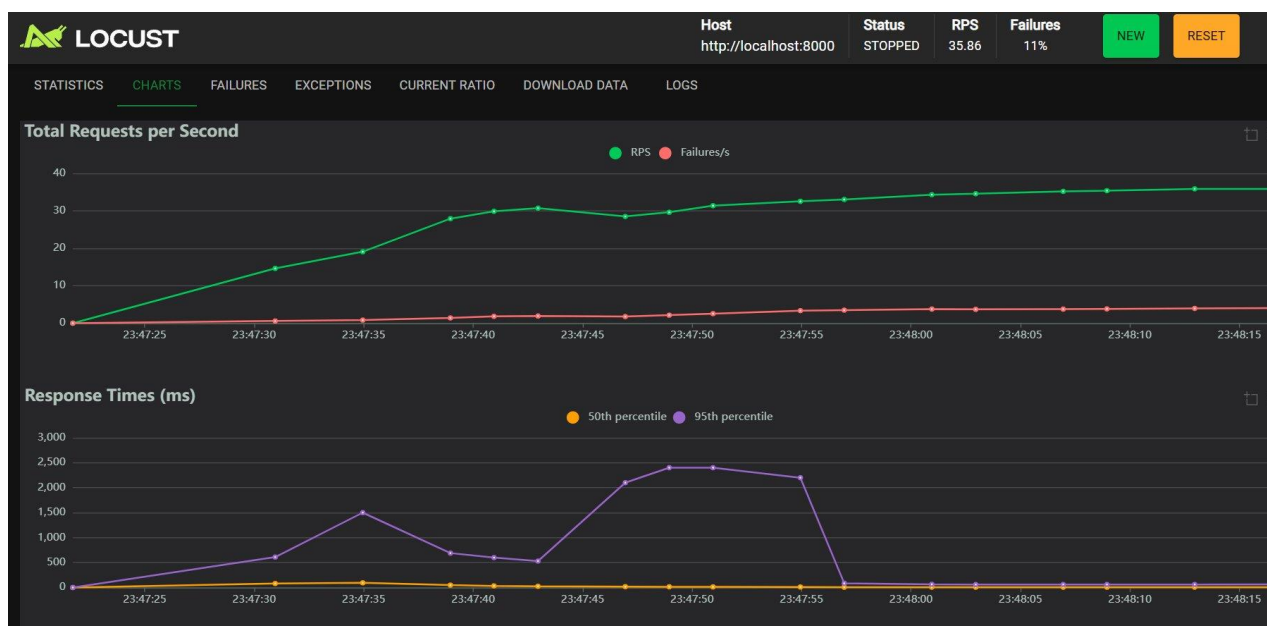 LOCUST
Host
http://localhost:8000
Status
STOPPED
RPS
35.86
Failures
11%
NEW
RESET
STATISTICS CHARTS FAILURES EXCEPTIONS CURRENT RATIO DOWNLOAD DATA LOGS
Total Requests per Second
RPS Failures/s
40
30
20
10
0
23:47:25 23:47:30 23:47:35 23:47:40 23:47:45 23:47:50 23:47:55 23:48:00 23:48:05 23:48:10 23:48:15
Response Times (ms)
50th percentile 95th percentile
3,000
2,500
2,000
1,500
1,000
500
0
23:47:25 23:47:30 23:47:35 23:47:40 23:47:45 23:47:50 23:47:55 23:48:00 23:48:05 23:48:10 23:48:15